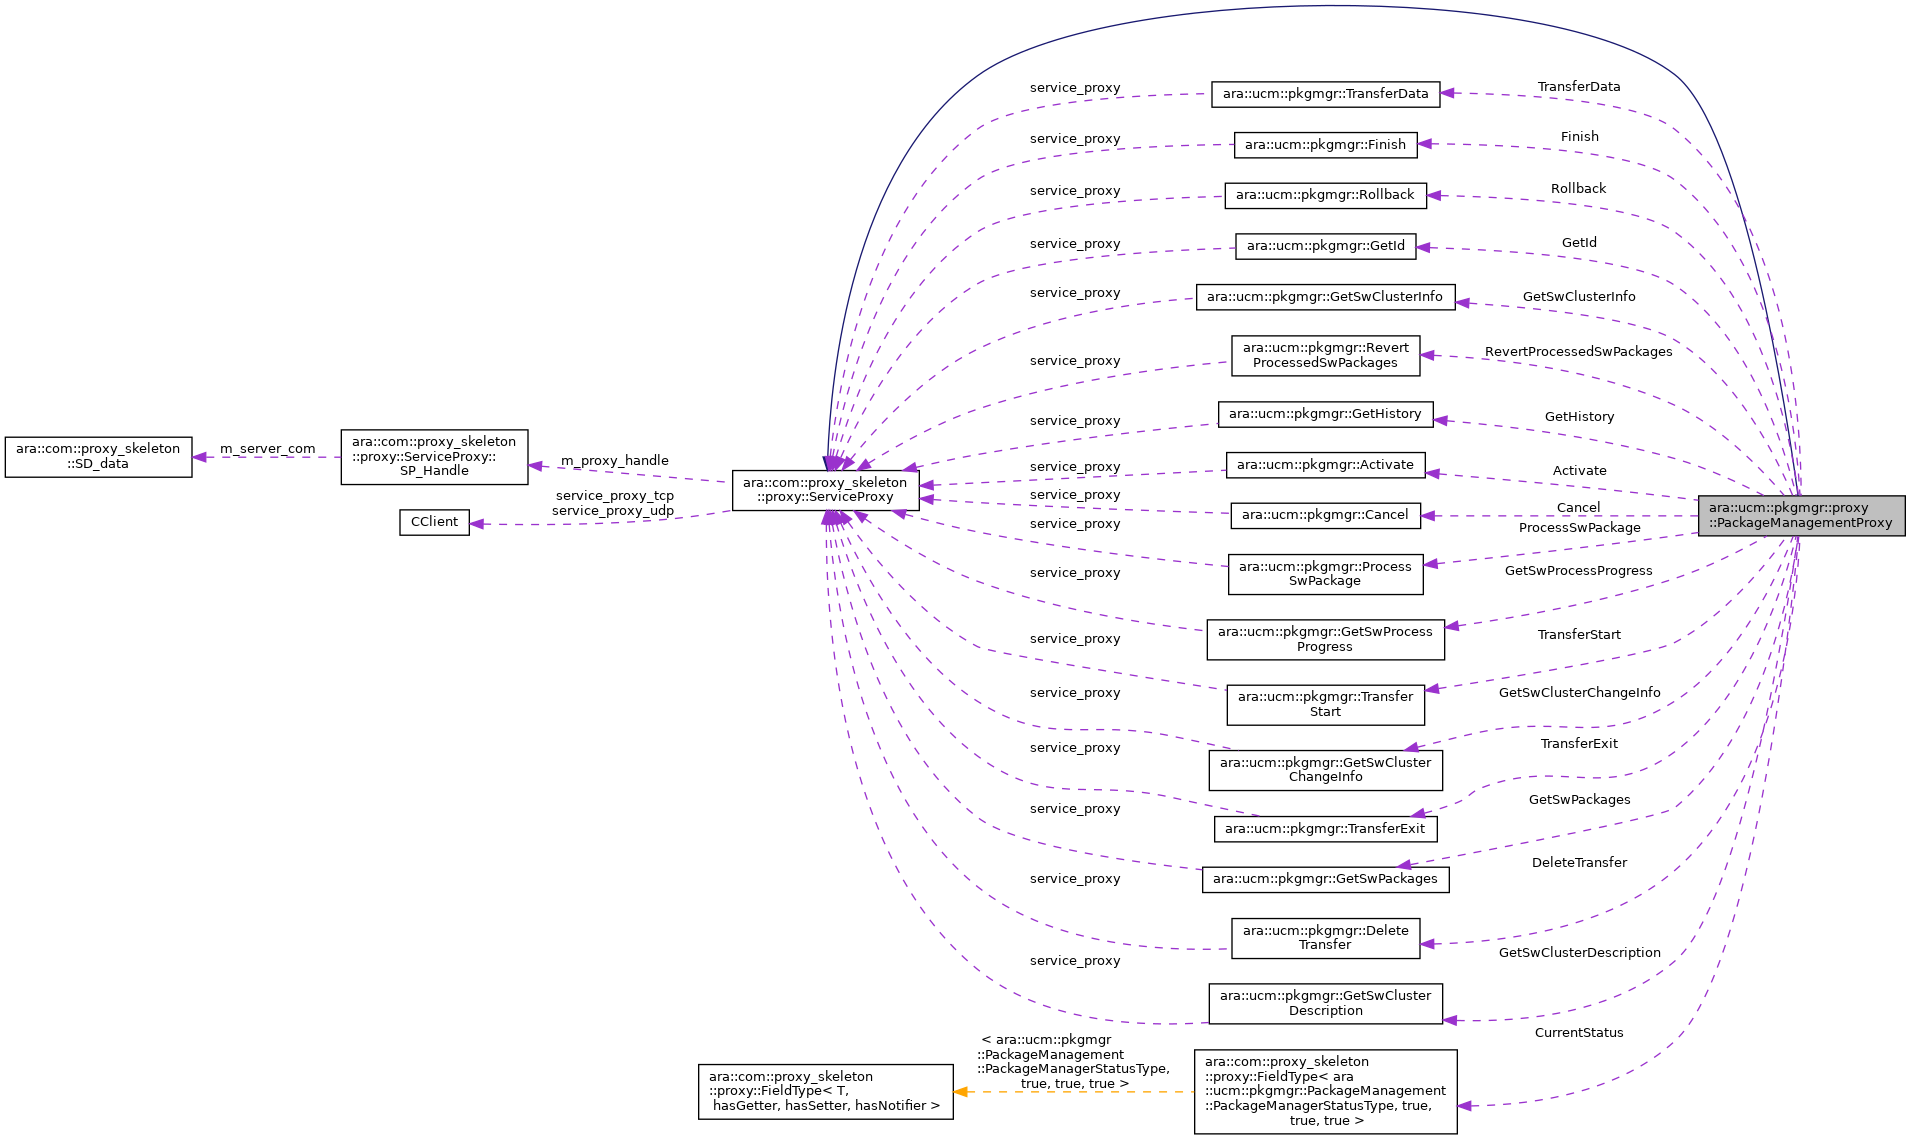 service_proxy
ara::ucm::pkgmgr::TransferData
TransferData
service_proxy
ara::ucm::pkgmgr::Finish
Finish
service_proxy
ara::ucm::pkgmgr::Rollback
Rollback
service_proxy
ara::ucm::pkgmgr::GetId
GetId
service_proxy
ara::ucm::pkgmgr::GetSwClusterInfo
GetSwClusterInfo
service_proxy
ara::ucm::pkgmgr::Revert
ProcessedSwPackages
RevertProcessedSwPackages
service_proxy
ara::ucm::pkgmgr::GetHistory
GetHistory
ara::com::proxy_skeleton
::SD_data
m_server_com
ara::com::proxy_skeleton
::proxy::ServiceProxy::
SP_Handle
m_proxy_handle
service_proxy_tcp
service_proxy_udp
CClient
ara::com::proxy_skeleton
::proxy::ServiceProxy
service_proxy
ara::ucm::pkgmgr::Activate
Activate
service_proxy
ara::ucm::pkgmgr::Cancel
Cancel
ara::ucm::pkgmgr::proxy
::PackageManagementProxy
service_proxy
ara::ucm::pkgmgr::Process
SwPackage
ProcessSwPackage
service_proxy
ara::ucm::pkgmgr::GetSwProcess
Progress
GetSwProcessProgress
service_proxy
ara::ucm::pkgmgr::Transfer
Start
TransferStart
service_proxy
ara::ucm::pkgmgr::GetSwCluster
ChangeInfo
GetSwClusterChangeInfo
service_proxy
ara::ucm::pkgmgr::TransferExit
TransferExit
service_proxy
ara::ucm::pkgmgr::GetSwPackages
GetSwPackages
service_proxy
ara::ucm::pkgmgr::Delete
Transfer
DeleteTransfer
service_proxy
ara::ucm::pkgmgr::GetSwCluster
Description
GetSwClusterDescription
ara::com::proxy_skeleton
::proxy::FieldType< T,
hasGetter, hasSetter, hasNotifier >
< ara::ucm::pkgmgr
::PackageManagement
::PackageManagerStatusType,
true, true, true >
ara::com::proxy_skeleton
::proxy::FieldType< ara
::ucm::pkgmgr::PackageManagement
::PackageManagerStatusType, true,
true, true >
CurrentStatus